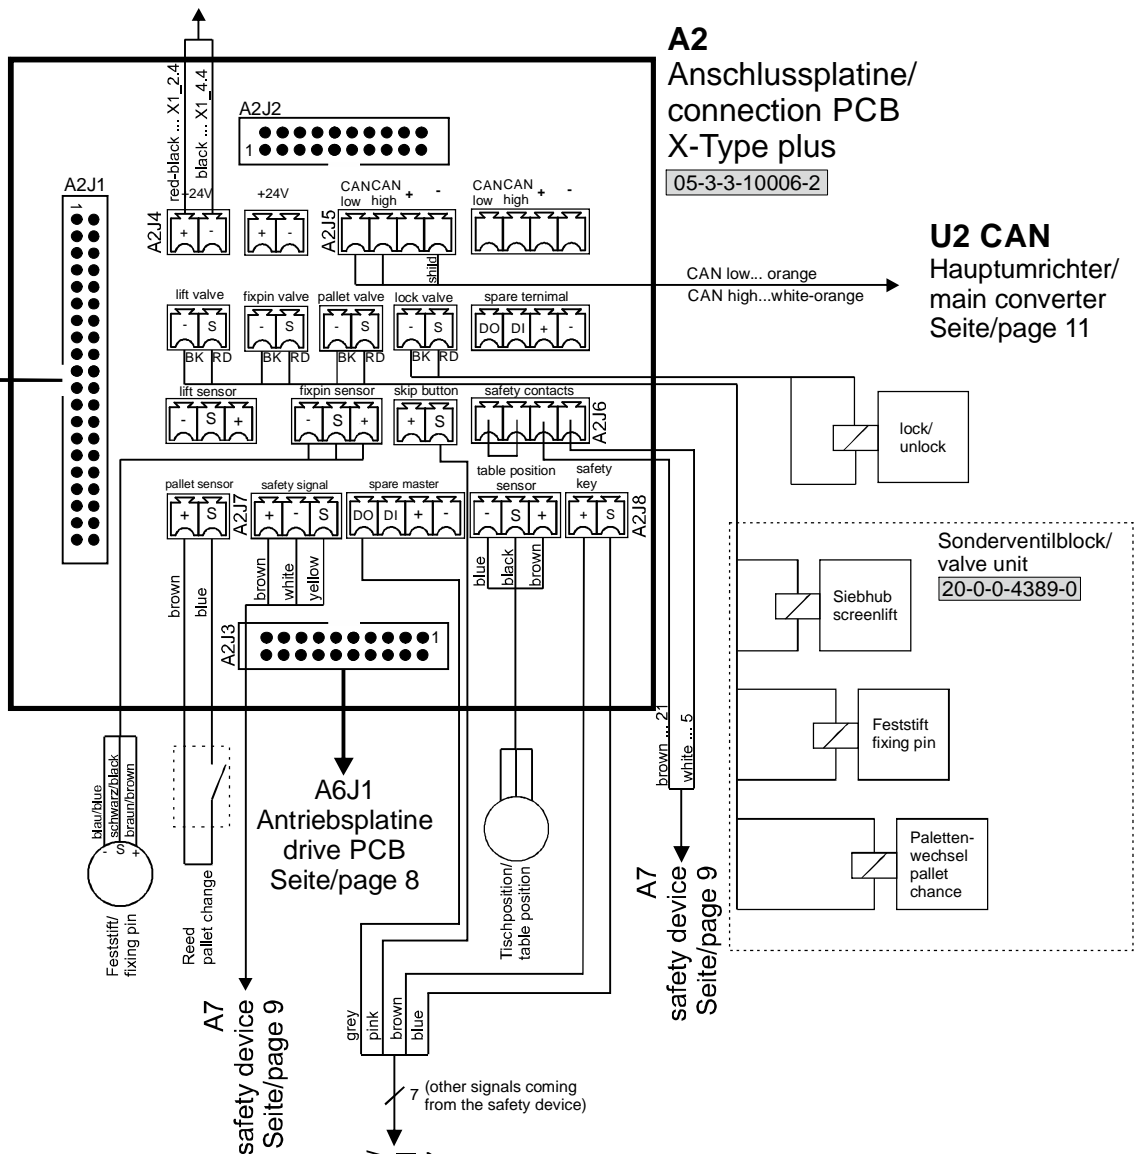 A2
Anschlussplatine/
connection PCB
X-Type plus
05-3-3-10006-2
red-black ... X1_2.4
black ... X1_4.4
A2J2
1
A2J1
1
A2J4
+24V
+ -
+24V
+ -
A2J5
CAN low
CAN high
+
-
CAN low
CAN high
+
-
shild
U2 CAN
Hauptumrichter/
main converter
Seite/page 11
CAN low... orange
CAN high...white-orange
lift valve
- S
BK RD
fixpin valve
- S
BK RD
pallet valve
- S
BK RD
lock valve
- S
BK RD
spare terninal
DO DI + -
lift sensor
- S +
fixpin sensor
- S +
skip button
+ S
safety contacts
A2J6
lock/
unlock
pallet sensor
+ S
A2J7
safety signal
+ - S
spare master
DO DI + -
table position
sensor
- S +
safety
key
+ S
A2J8
brown
blue
brown
white
yellow
blue
black
brown
A2J3
1
Sonderventilblock/
valve unit
20-0-0-4389-0
Siebhub
screenlift
Feststift
fixing pin
Paletten-
wechsel
pallet
chance
brown ... 21
white ... 5
A6J1
Antriebsplatine
drive PCB
Seite/page 8
blau/blue
schwarz/black
braun/brown
- S +
Feststift/
fixing pin
Reed
pallet change
Tischposition/
table position
A7
safety device
Seite/page 9
A7
safety device
Seite/page 9
grey
pink
brown
blue
7 (other signals coming
from the safety device)